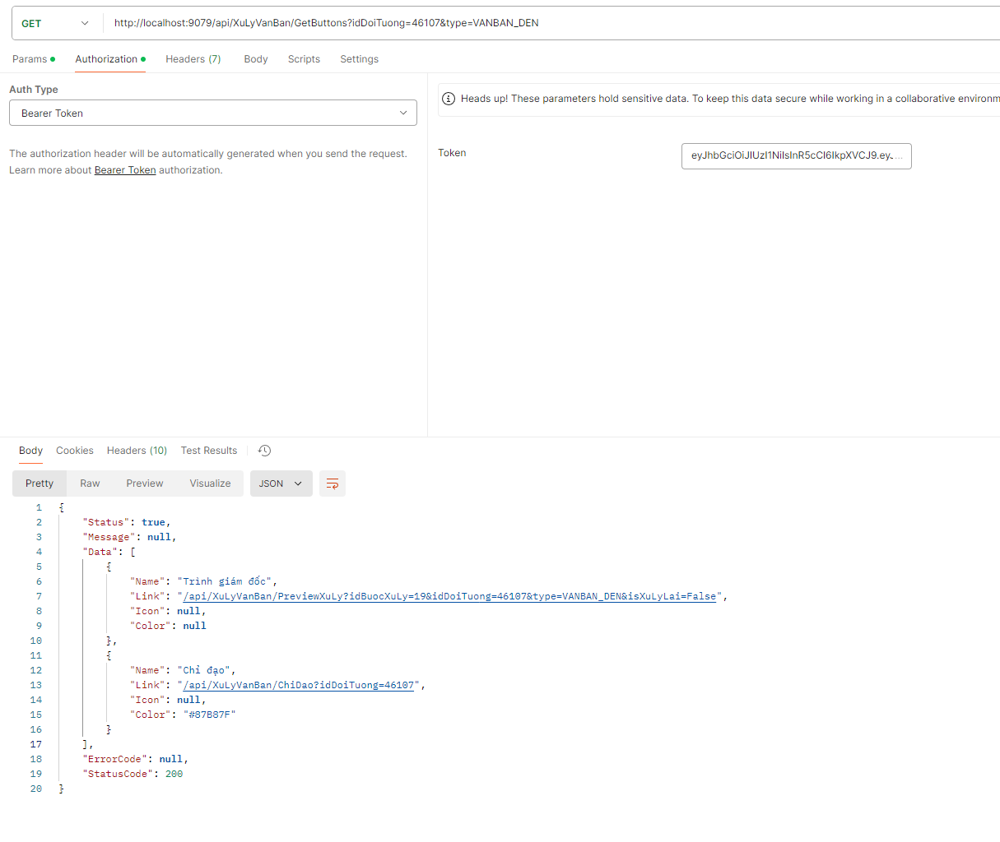 GET http://localhost:9079/api/XuLyVanBan/GetButtons?idDoiTuong=46107&type=VANBAN_DEN
Params Authorization Headers (7) Body Scripts Settings
Auth Type
Bearer Token
The authorization header will be automatically generated when you send the request.
Learn more about Bearer Token authorization.
Heads up! These parameters hold sensitive data. To keep this data secure while working in a collaborative environm
Token
eyJhbGciOiJIUzI1NiIsInR5cCI6IkpXVCJ9.eyJ...
Body Cookies Headers (10) Test Results
Pretty Raw Preview Visualize JSON
1 {
2 "Status": true,
3 "Message": null,
4 "Data": [
5 {
6 "Name": "Trình giám đốc",
7 "Link": "/api/XuLyVanBan/PreviewXuLy?idBuocXuLy=19&idDoiTuong=46107&type=VANBAN_DEN&isXuLyLai=False",
8 "Icon": null,
9 "Color": null
10 },
11 {
12 "Name": "Chỉ đạo",
13 "Link": "/api/XuLyVanBan/ChiDao?idDoiTuong=46107",
14 "Icon": null,
15 "Color": "#87B87F"
16 }
17 ],
18 "ErrorCode": null,
19 "StatusCode": 200
20 }